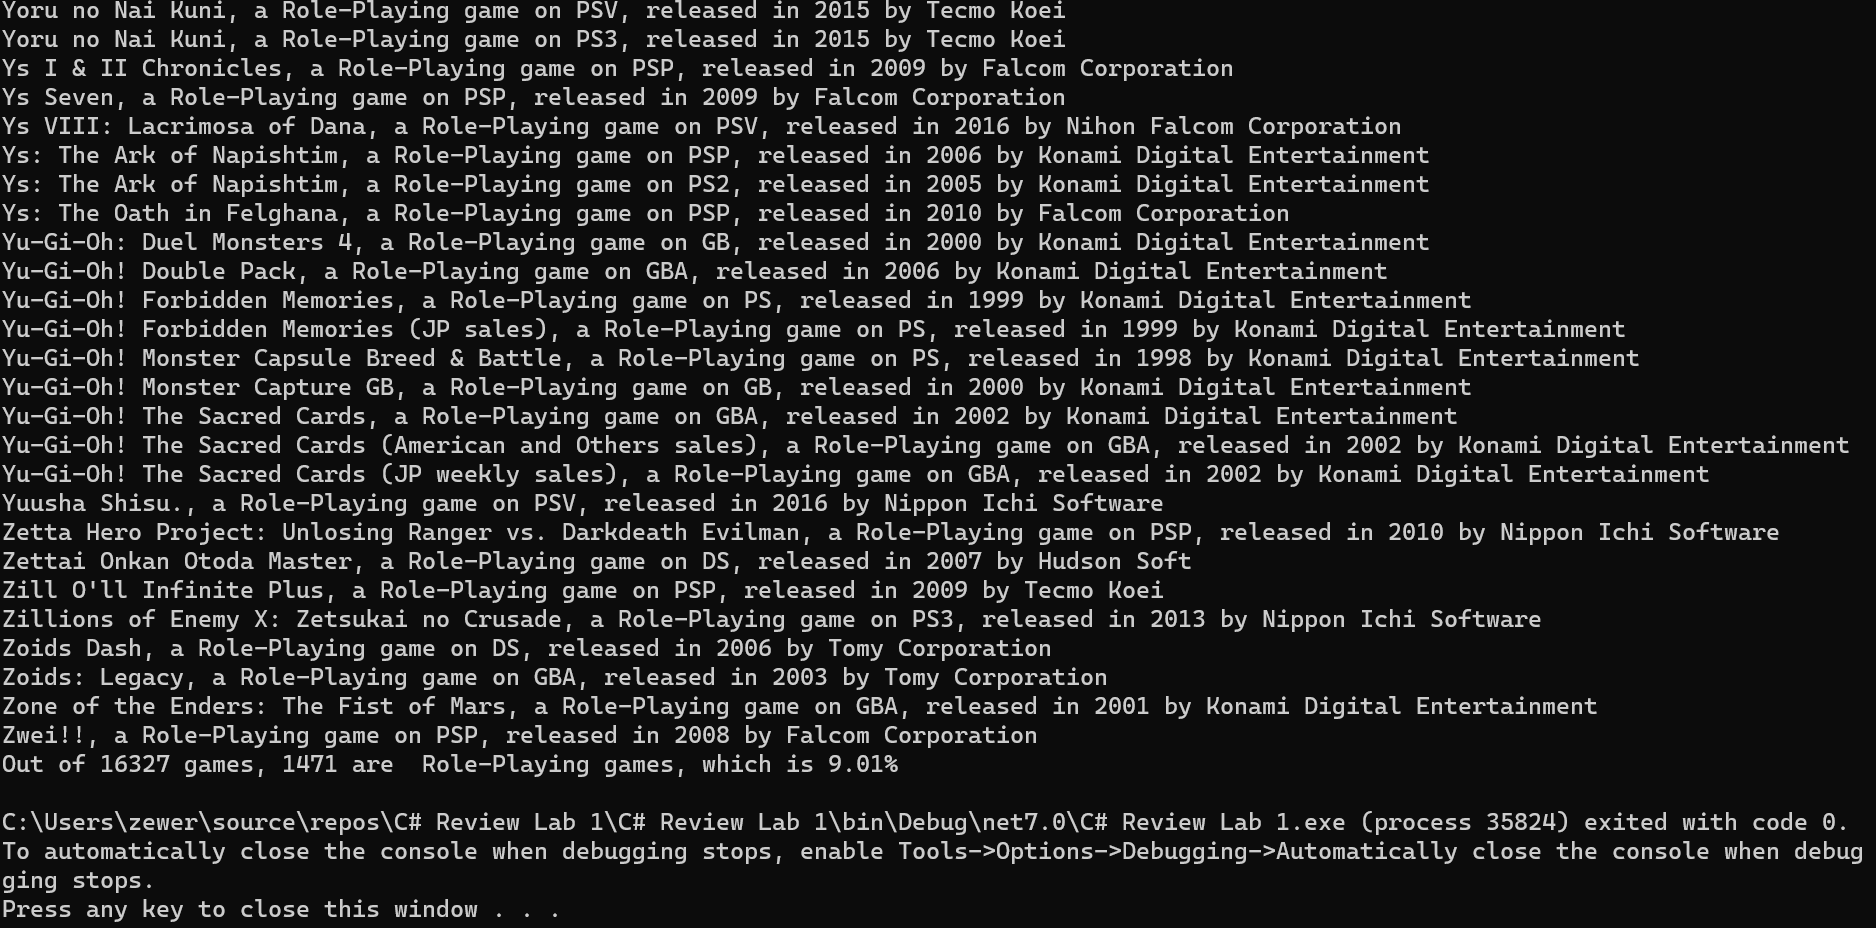 Yoru no Nai Kuni, a Role-Playing game on PSV, released in 2015 by Tecmo Koei
Yoru no Nai Kuni, a Role-Playing game on PS3, released in 2015 by Tecmo Koei
Ys I & II Chronicles, a Role-Playing game on PSP, released in 2009 by Falcom Corporation
Ys Seven, a Role-Playing game on PSP, released in 2009 by Falcom Corporation
Ys VIII: Lacrimosa of Dana, a Role-Playing game on PSV, released in 2016 by Nihon Falcom Corporation
Ys: The Ark of Napishtim, a Role-Playing game on PSP, released in 2006 by Konami Digital Entertainment
Ys: The Ark of Napishtim, a Role-Playing game on PS2, released in 2005 by Konami Digital Entertainment
Ys: The Oath in Felghana, a Role-Playing game on PSP, released in 2010 by Falcom Corporation
Yu-Gi-Oh: Duel Monsters 4, a Role-Playing game on GB, released in 2000 by Konami Digital Entertainment
Yu-Gi-Oh! Double Pack, a Role-Playing game on GBA, released in 2006 by Konami Digital Entertainment
Yu-Gi-Oh! Forbidden Memories, a Role-Playing game on PS, released in 1999 by Konami Digital Entertainment
Yu-Gi-Oh! Forbidden Memories (JP sales), a Role-Playing game on PS, released in 1999 by Konami Digital Entertainment
Yu-Gi-Oh! Monster Capsule Breed & Battle, a Role-Playing game on PS, released in 1998 by Konami Digital Entertainment
Yu-Gi-Oh! Monster Capture GB, a Role-Playing game on GB, released in 2000 by Konami Digital Entertainment
Yu-Gi-Oh! The Sacred Cards, a Role-Playing game on GBA, released in 2002 by Konami Digital Entertainment
Yu-Gi-Oh! The Sacred Cards (American and Others sales), a Role-Playing game on GBA, released in 2002 by Konami Digital Entertainment
Yu-Gi-Oh! The Sacred Cards (JP weekly sales), a Role-Playing game on GBA, released in 2002 by Konami Digital Entertainment
Yuusha Shisu., a Role-Playing game on PSV, released in 2016 by Nippon Ichi Software
Zetta Hero Project: Unlosing Ranger vs. Darkdeath Evilman, a Role-Playing game on PSP, released in 2010 by Nippon Ichi Software
Zettai Onkan Otoda Master, a Role-Playing game on DS, released in 2007 by Hudson Soft
Zill O'll Infinite Plus, a Role-Playing game on PSP, released in 2009 by Tecmo Koei
Zillions of Enemy X: Zetsukai no Crusade, a Role-Playing game on PS3, released in 2013 by Nippon Ichi Software
Zoids Dash, a Role-Playing game on DS, released in 2006 by Tomy Corporation
Zoids: Legacy, a Role-Playing game on GBA, released in 2003 by Tomy Corporation
Zone of the Enders: The Fist of Mars, a Role-Playing game on GBA, released in 2001 by Konami Digital Entertainment
Zwei!!, a Role-Playing game on PSP, released in 2008 by Falcom Corporation
Out of 16327 games, 1471 are  Role-Playing games, which is 9.01%
C:\Users\zewer\source\repos\C# Review Lab 1\C# Review Lab 1\bin\Debug\net7.0\C# Review Lab 1.exe (process 35824) exited with code 0.
To automatically close the console when debugging stops, enable Tools->Options->Debugging->Automatically close the console when debug
ging stops.
Press any key to close this window . . .